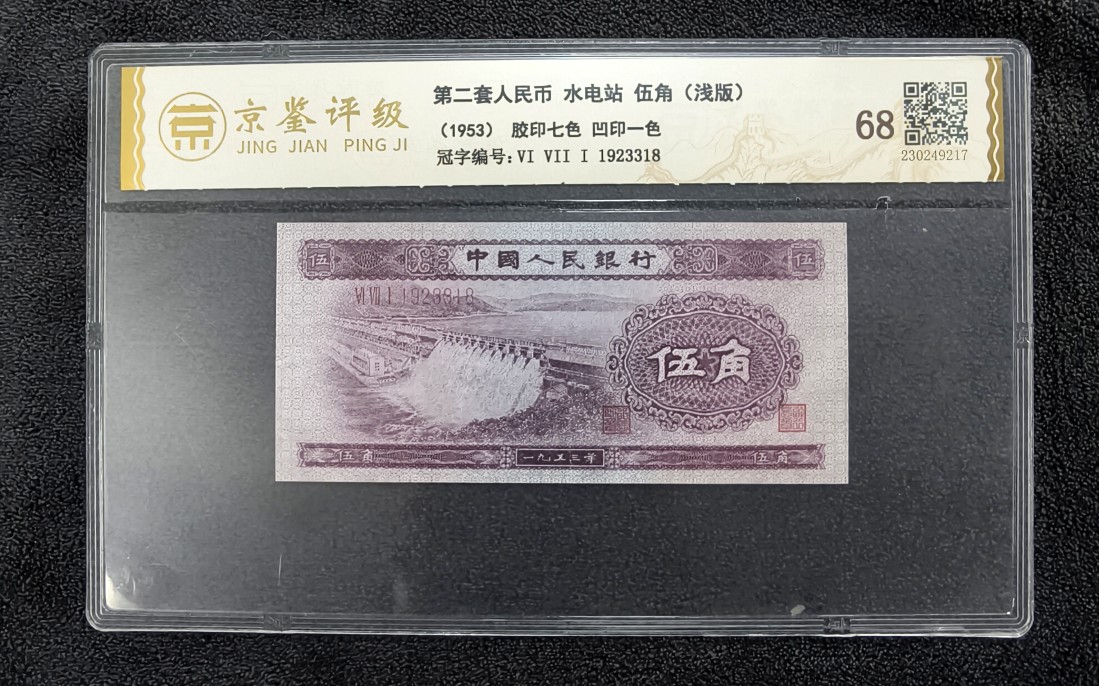 京鉴评级
JING JIAN PING JI
第二套人民币 水电站 伍角（浅版）
（1953） 胶印七色 凹印一色
冠字编号:VI VII I 1923318
68
230249217
伍 中國人民銀行 伍
VI VII I 1923318
伍角
伍角 一九五三年 伍角